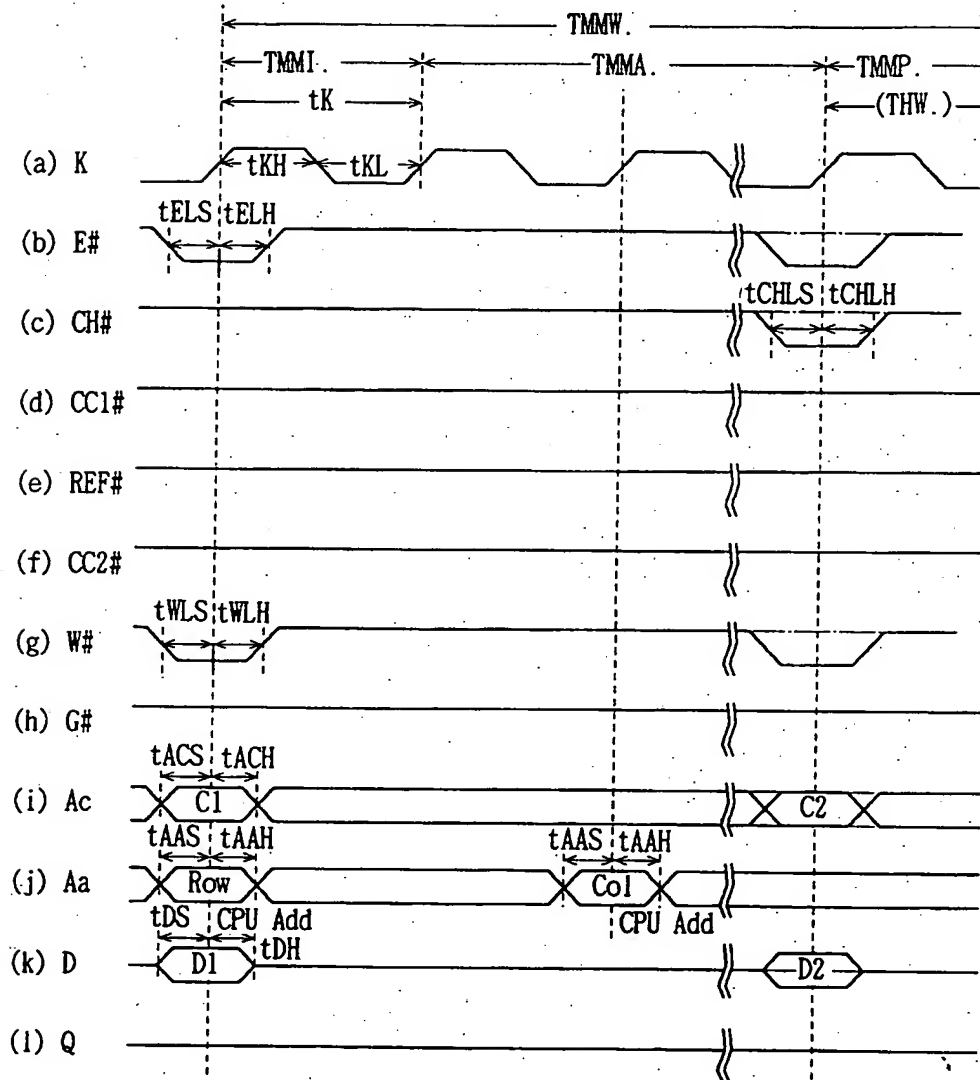 TMMW.
TMMI. TMMA. TMMP.
tK (THW.)
(a) K tKH tKL
tELS tELH
(b) E#
tCHLS tCHLH
(c) CH#
(d) CC1#
(e) REF#
(f) CC2#
tWLS tWLH
(g) W#
(h) G#
tACS tACH
(i) Ac C1 C2
tAAS tAAH tAAS tAAH
(j) Aa Row Col
tDS CPU Add CPU Add
tDH
(k) D D1 D2
(l) Q